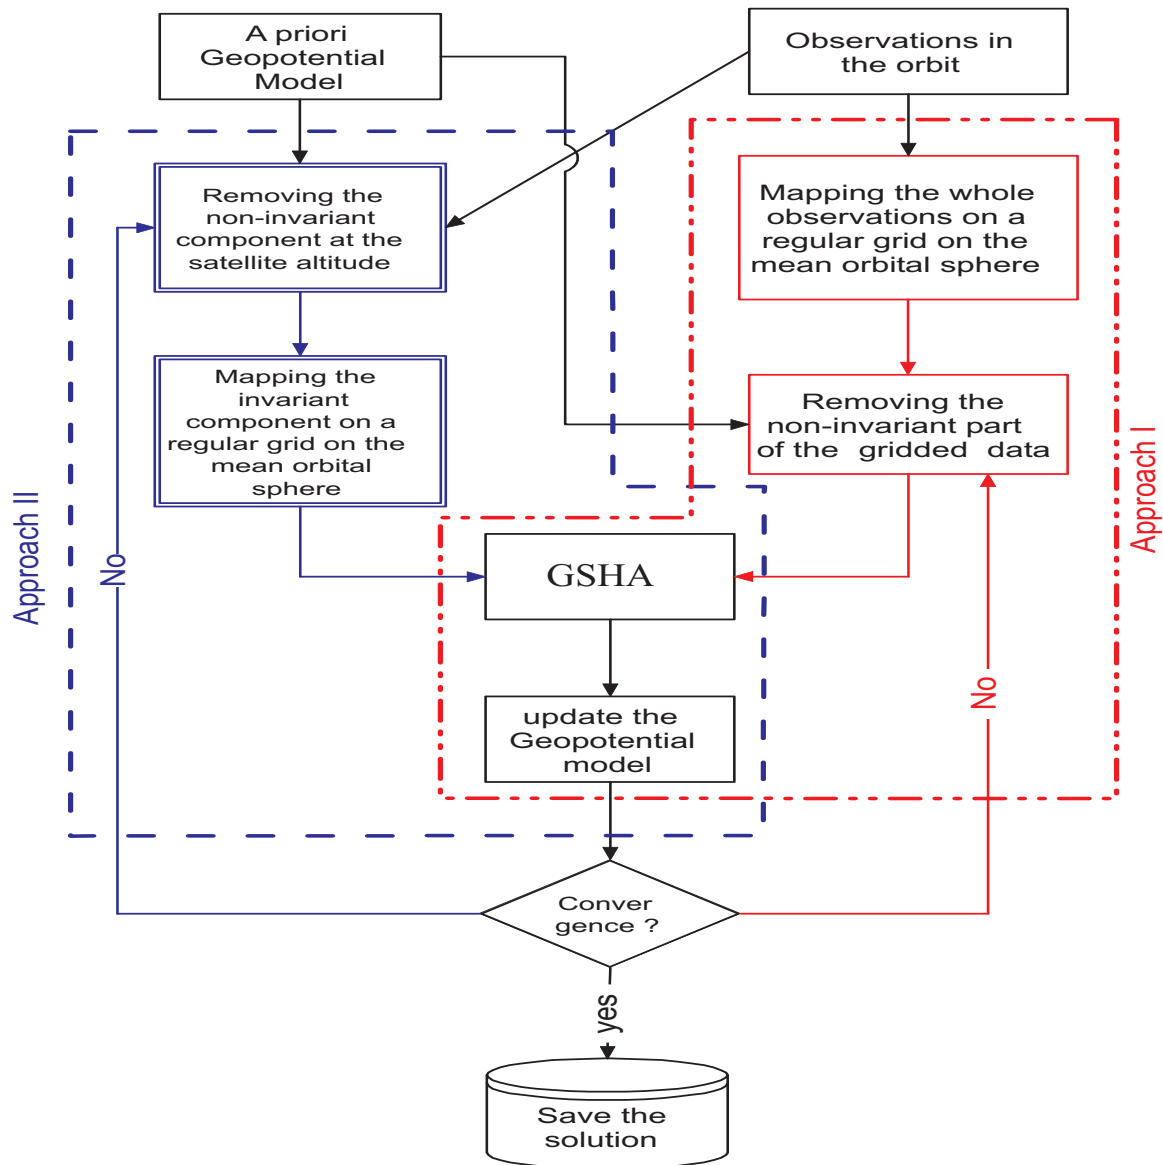 A priori
Geopotential
Model
Observations in
the orbit
Removing the
non-invariant
component at the
satellite altitude
Mapping the whole
observations on a
regular grid on the
mean orbital sphere
Mapping the
invariant
component on a
regular grid on the
mean orbital
sphere
Removing the
non-invariant part
of the gridded data
Approach II
Approach I
No
GSHA
No
update the
Geopotential
model
Conver
gence ?
yes
Save the
solution